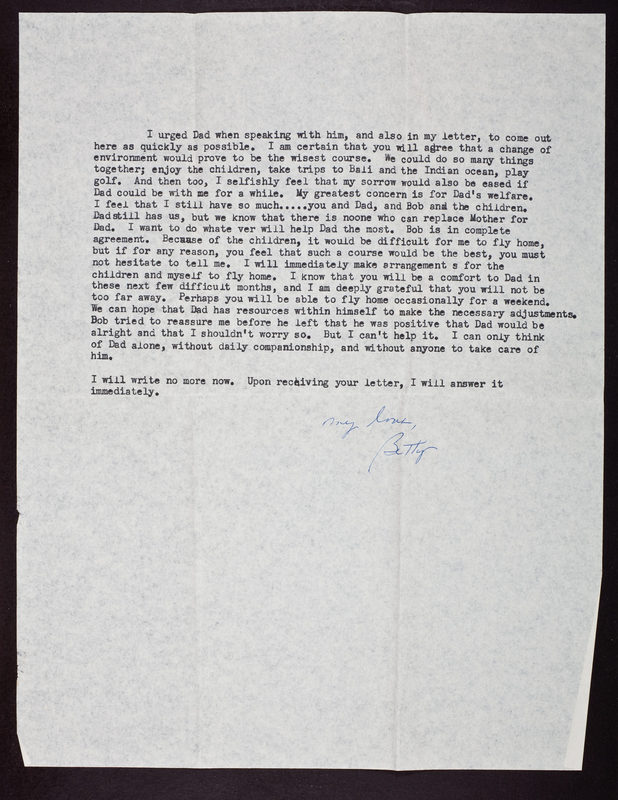 I urged Dad when speaking with him, and also in my letter, to come out
here as quickly as possible.  I am certain that you will agree that a change of
environment would prove to be the wisest course.  We could do so many things
together; enjoy the children, take trips to Bali and the Indian ocean, play
golf.  And then too, I selfishly feel that my sorrow would also be eased if
Dad could be with me for a while.  My greatest concern is for Dad's welfare.
I feel that I still have so much.....you and Dad, and Bob and the children.
Dad still has us, but we know that there is noone who can replace Mother for
Dad.  I want to do what ever will help Dad the most.  Bob is in complete
agreement.  Because of the children, it would be difficult for me to fly home,
but if for any reason, you feel that such a course would be the best, you must
not hesitate to tell me.  I will immediately make arrangement s for the
children and myself to fly home.  I know that you will be a comfort to Dad in
these next few difficult months, and I am deeply grateful that you will not be
too far away.  Perhaps you will be able to fly home occasionally for a weekend.
We can hope that Dad has resources within himself to make the necessary adjustments.
Bob tried to reassure me before he left that he was positive that Dad would be
alright and that I shouldn't worry so.  But I can't help it.  I can only think
of Dad alone, without daily companionship, and without anyone to take care of
him.
I will write no more now.  Upon receiving your letter, I will answer it
immediately.
My love,
Betty